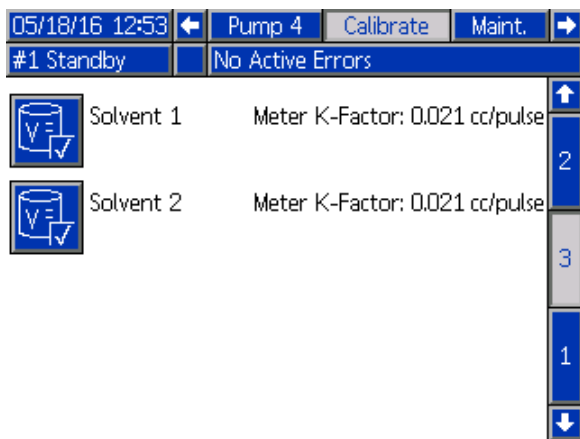 05/18/16 12:53 Pump 4 Calibrate Maint.
#1 Standby No Active Errors
Solvent 1 Meter K-Factor: 0.021 cc/pulse
2
Solvent 2 Meter K-Factor: 0.021 cc/pulse
3
1